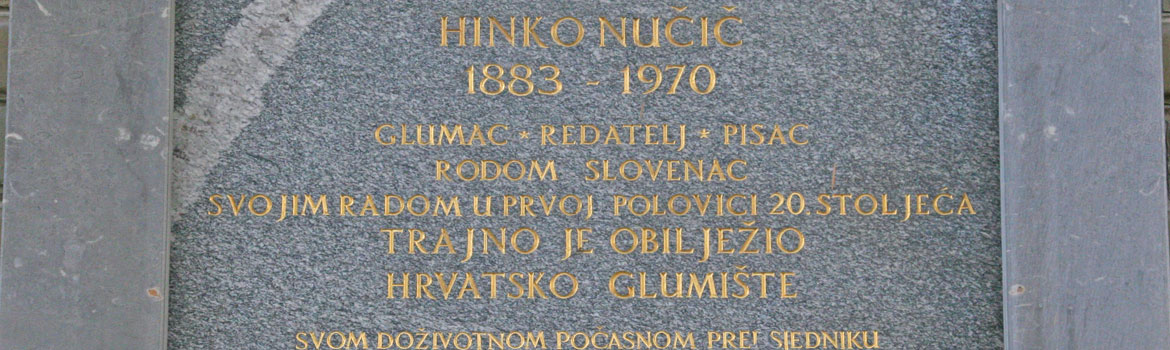 HINKO NUČIČ
1883 - 1970
GLUMAC * REDATELJ * PISAC
RODOM SLOVENAC
SVOJIM RADOM U PRVOJ POLOVICI 20. STOLJEĆA
TRAJNO JE OBILJEŽIO
HRVATSKO GLUMIŠTE
SVOM DOŽIVOTNOM POČASNOM